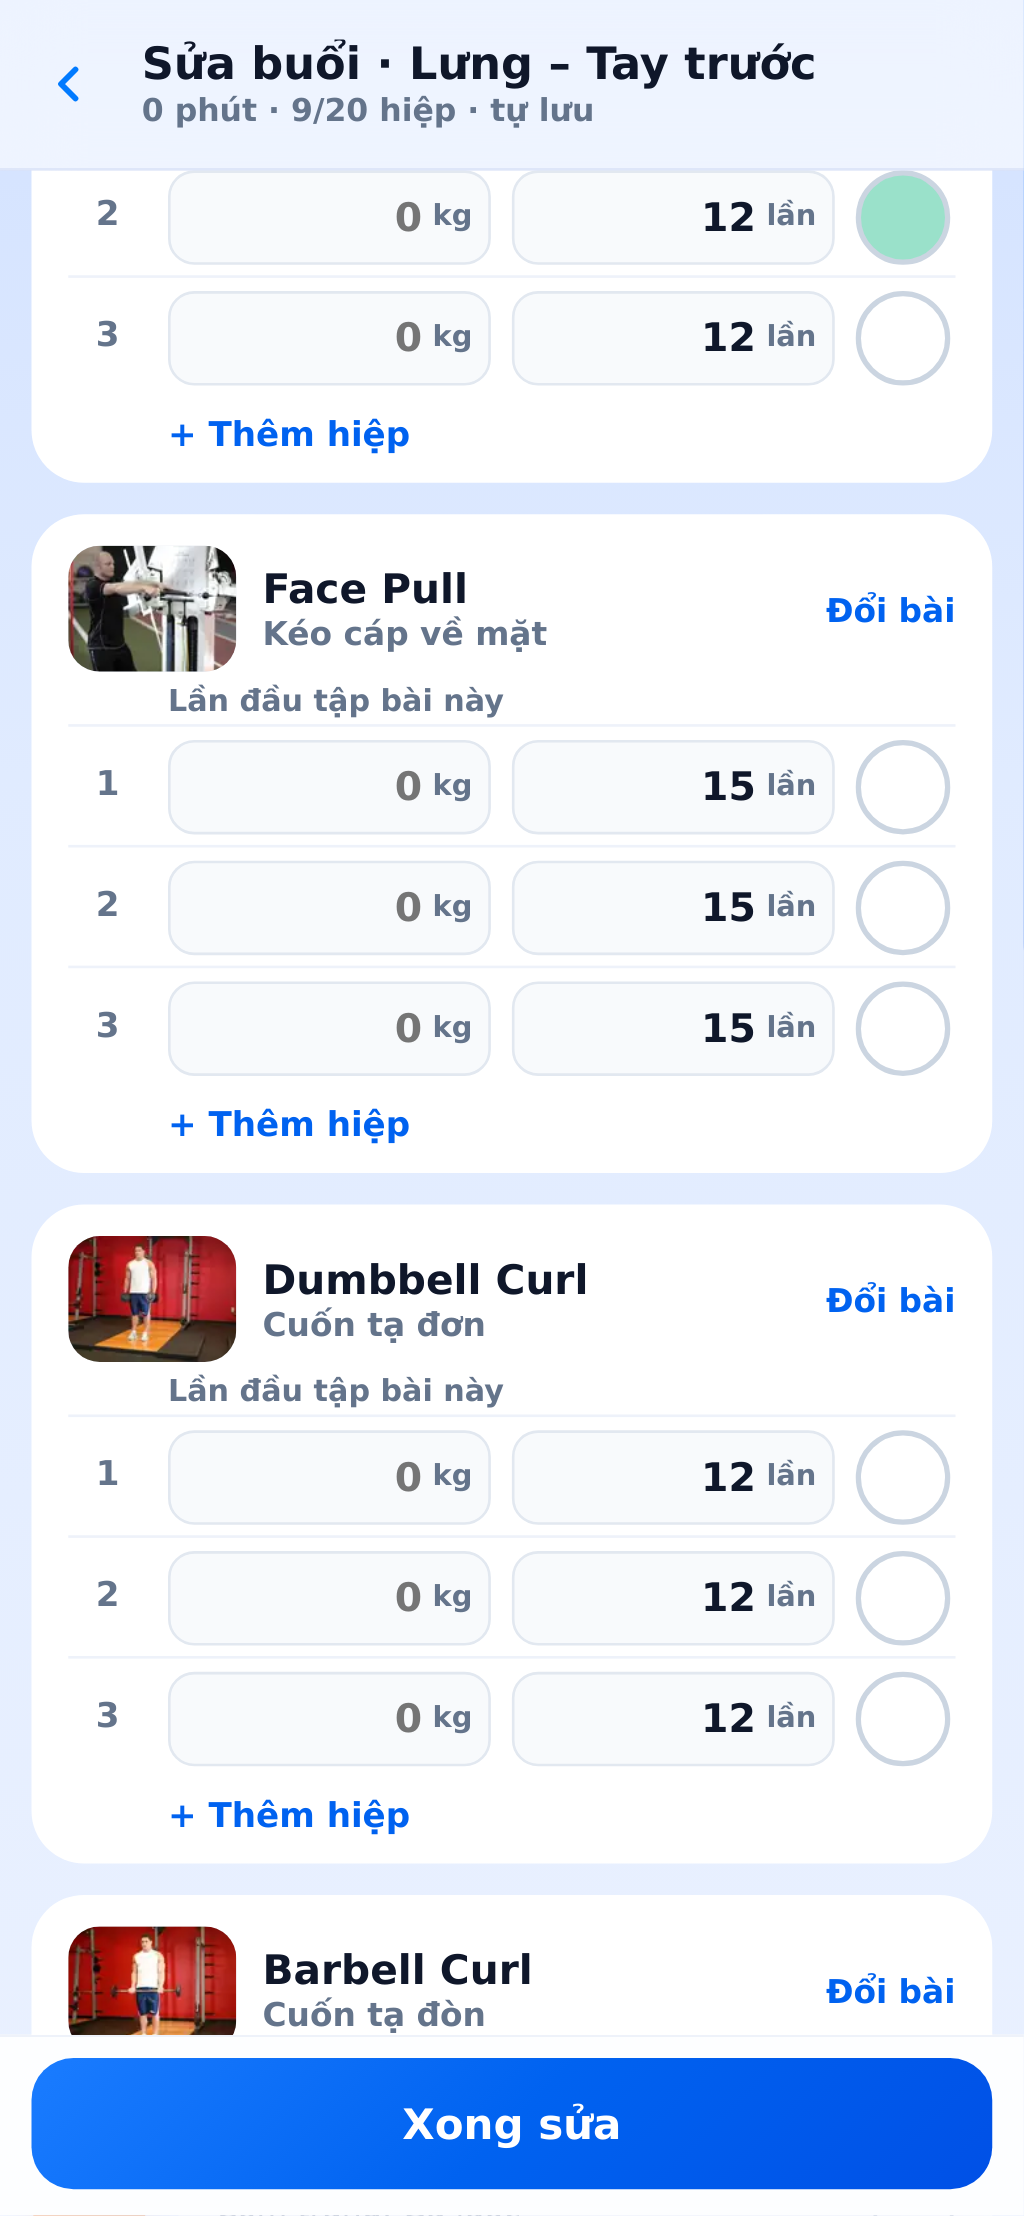 Sửa buổi · Lưng – Tay trước
0 phút · 9/20 hiệp · tự lưu
2 0 kg 12 lần
3 0 kg 12 lần
+ Thêm hiệp
Face Pull
Kéo cáp về mặt
Đổi bài
Lần đầu tập bài này
1 0 kg 15 lần
2 0 kg 15 lần
3 0 kg 15 lần
+ Thêm hiệp
Dumbbell Curl
Cuốn tạ đơn
Đổi bài
Lần đầu tập bài này
1 0 kg 12 lần
2 0 kg 12 lần
3 0 kg 12 lần
+ Thêm hiệp
Barbell Curl
Cuốn tạ đòn
Đổi bài
Xong sửa